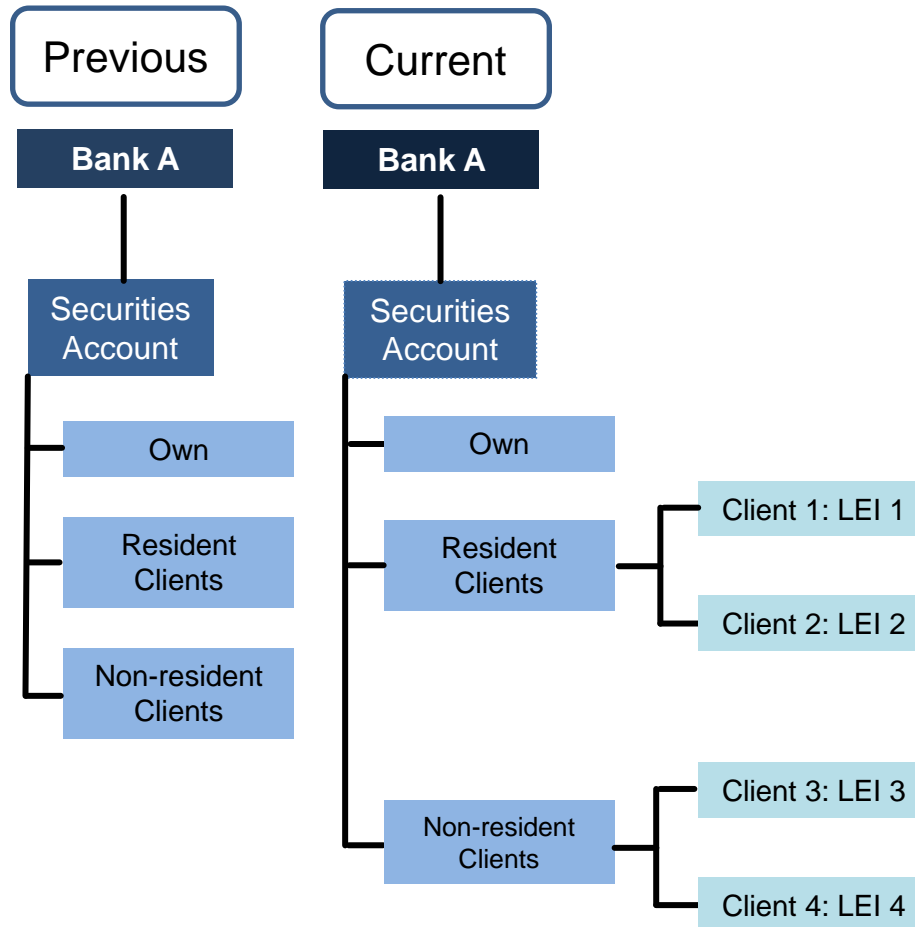 Previous
Bank A
Securities
Account
Own
Resident
Clients
Non-resident
Clients
Current
Bank A
Securities
Account
Own
Resident
Clients
Client 1: LEI 1
Client 2: LEI 2
Non-resident
Clients
Client 3: LEI 3
Client 4: LEI 4